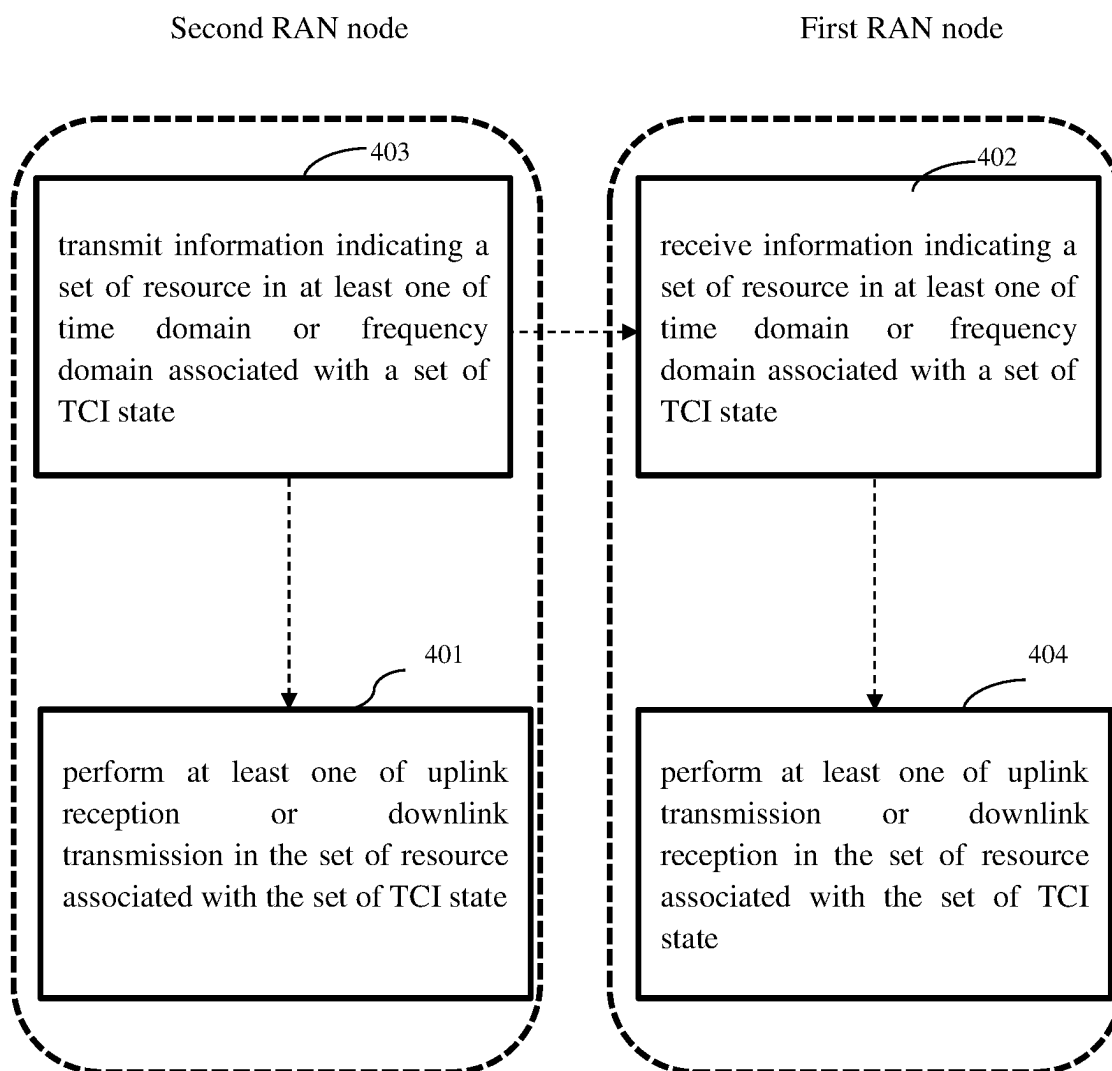 Second RAN node
First RAN node
403
transmit information indicating a
set of resource in at least one of
time domain or frequency
domain associated with a set of
TCI state
402
receive information indicating a
set of resource in at least one of
time domain or frequency
domain associated with a set of
TCI state
401
perform at least one of uplink
reception or downlink
transmission in the set of resource
associated with the set of TCI state
404
perform at least one of uplink
transmission or downlink
reception in the set of resource
associated with the set of TCI
state